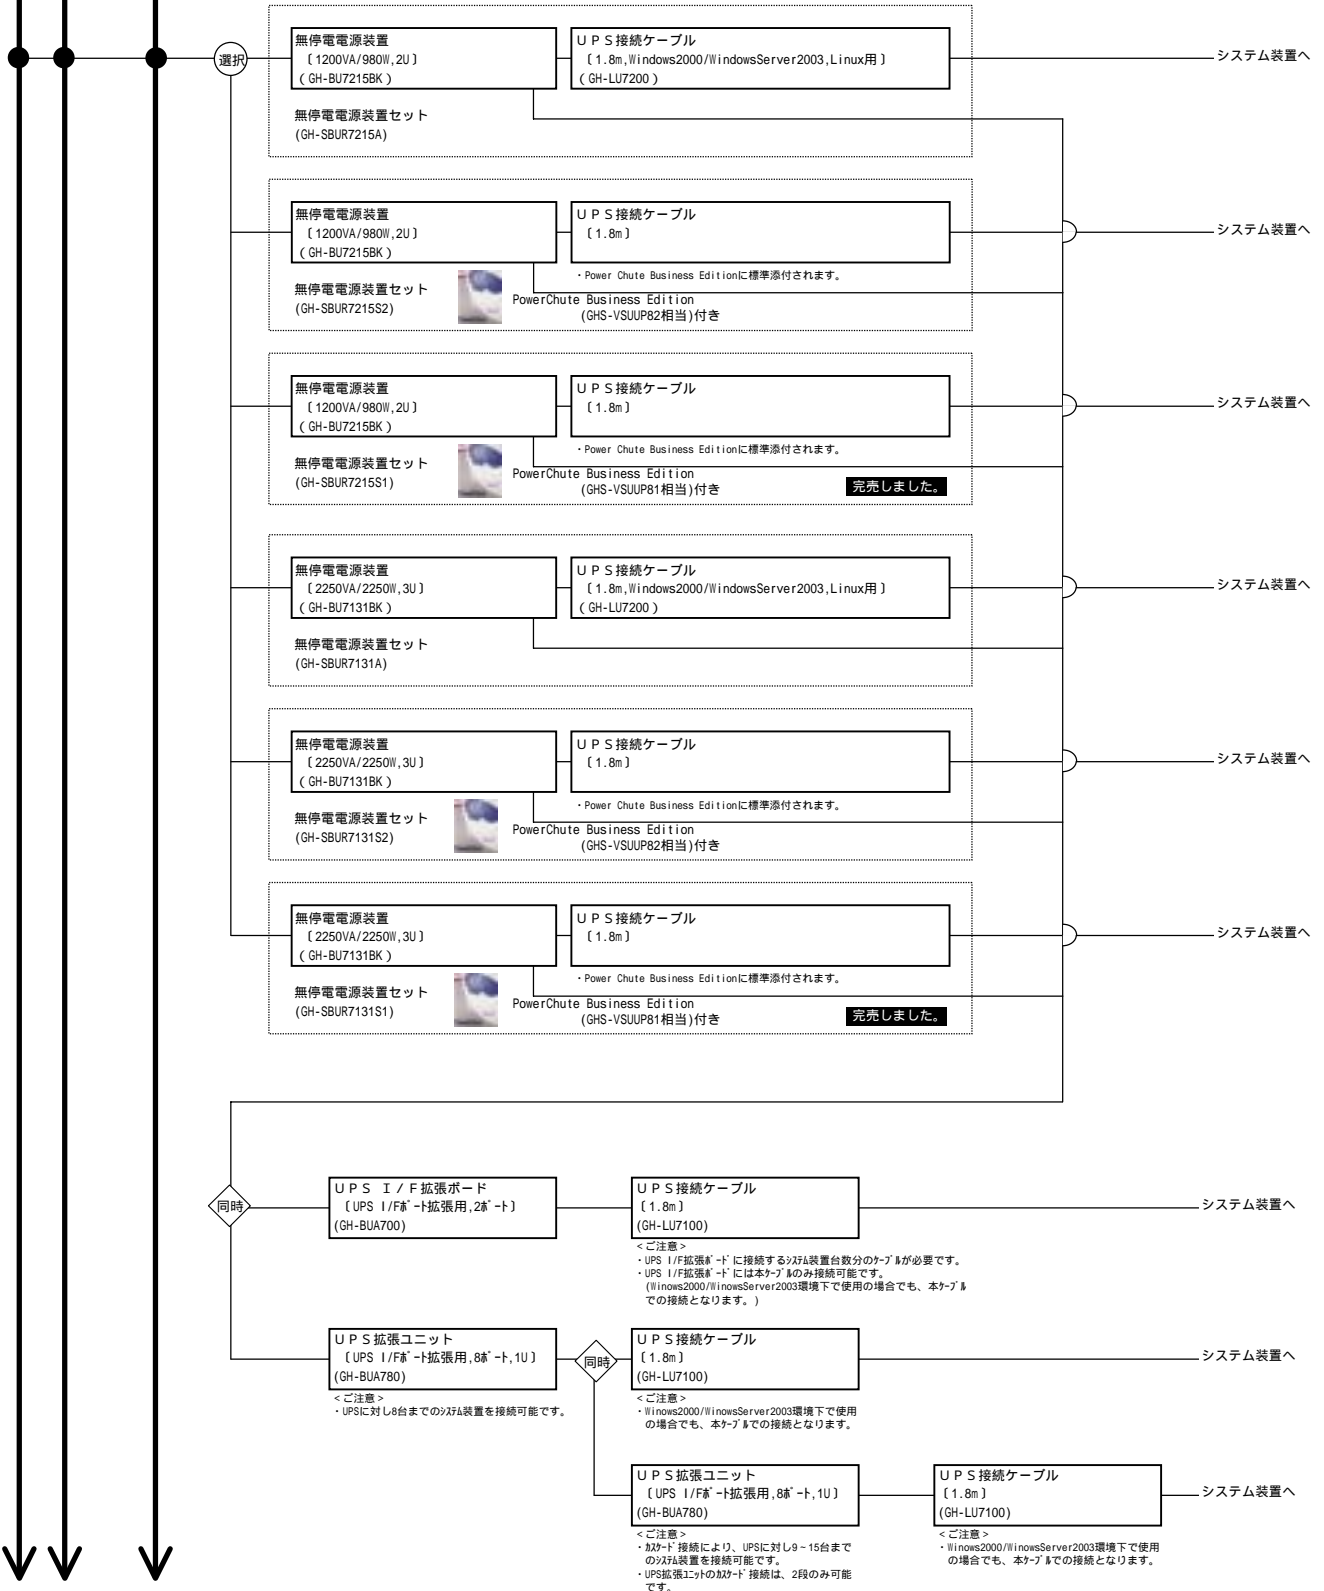 無停電電源装置
〔1200VA/980W,2U〕
( GH-BU7215BK )
UPS接続ケーブル
〔1.8m,Windows2000/WindowsServer2003,Linux用〕
( GH-LU7200 )
選択
システム装置へ
無停電電源装置セット
(GH-SBUR7215A)
無停電電源装置
〔1200VA/980W,2U〕
( GH-BU7215BK )
UPS接続ケーブル
〔1.8m〕
システム装置へ
・Power Chute Business Editionに標準添付されます。
無停電電源装置セット
(GH-SBUR7215S2)
PowerChute Business Edition
(GHS-VSUUP82相当)付き
無停電電源装置
〔1200VA/980W,2U〕
( GH-BU7215BK )
UPS接続ケーブル
〔1.8m〕
システム装置へ
・Power Chute Business Editionに標準添付されます。
無停電電源装置セット
(GH-SBUR7215S1)
PowerChute Business Edition
(GHS-VSUUP81相当)付き
完売しました。
無停電電源装置
〔2250VA/2250W,3U〕
( GH-BU7131BK )
UPS接続ケーブル
〔1.8m,Windows2000/WindowsServer2003,Linux用〕
( GH-LU7200 )
システム装置へ
無停電電源装置セット
(GH-SBUR7131A)
無停電電源装置
〔2250VA/2250W,3U〕
( GH-BU7131BK )
UPS接続ケーブル
〔1.8m〕
システム装置へ
・Power Chute Business Editionに標準添付されます。
無停電電源装置セット
(GH-SBUR7131S2)
PowerChute Business Edition
(GHS-VSUUP82相当)付き
無停電電源装置
〔2250VA/2250W,3U〕
( GH-BU7131BK )
UPS接続ケーブル
〔1.8m〕
システム装置へ
・Power Chute Business Editionに標準添付されます。
無停電電源装置セット
(GH-SBUR7131S1)
PowerChute Business Edition
(GHS-VSUUP81相当)付き
完売しました。
同時
UPS I/F拡張ボード
〔UPS I/Fﾎﾟｰﾄ拡張用,2ﾎﾟｰﾄ〕
(GH-BUA700)
UPS接続ケーブル
〔1.8m〕
(GH-LU7100)
システム装置へ
<ご注意>
・UPS I/F拡張ﾎﾞｰﾄﾞに接続するｼｽﾃﾑ装置台数分のｹｰﾌﾞﾙが必要です。
・UPS I/F拡張ﾎﾞｰﾄﾞには本ｹｰﾌﾞﾙのみ接続可能です。
(Winows2000/WinowsServer2003環境下で使用の場合でも、本ｹｰﾌﾞﾙ
での接続となります。)
UPS拡張ユニット
〔UPS I/Fﾎﾟｰﾄ拡張用,8ﾎﾟｰﾄ,1U〕
(GH-BUA780)
同時
UPS接続ケーブル
〔1.8m〕
(GH-LU7100)
システム装置へ
<ご注意>
・UPSに対し8台までのｼｽﾃﾑ装置を接続可能です。
<ご注意>
・Winows2000/WinowsServer2003環境下で使用
の場合でも、本ｹｰﾌﾞﾙでの接続となります。
UPS拡張ユニット
〔UPS I/Fﾎﾟｰﾄ拡張用,8ﾎﾟｰﾄ,1U〕
(GH-BUA780)
UPS接続ケーブル
〔1.8m〕
(GH-LU7100)
システム装置へ
<ご注意>
・ｶｽｹｰﾄﾞ接続により、UPSに対し9~15台まで
のｼｽﾃﾑ装置を接続可能です。
・UPS拡張ﾕﾆｯﾄのｶｽｹｰﾄﾞ接続は、2段のみ可能
です。
<ご注意>
・Winows2000/WinowsServer2003環境下で使用
の場合でも、本ｹｰﾌﾞﾙでの接続となります。